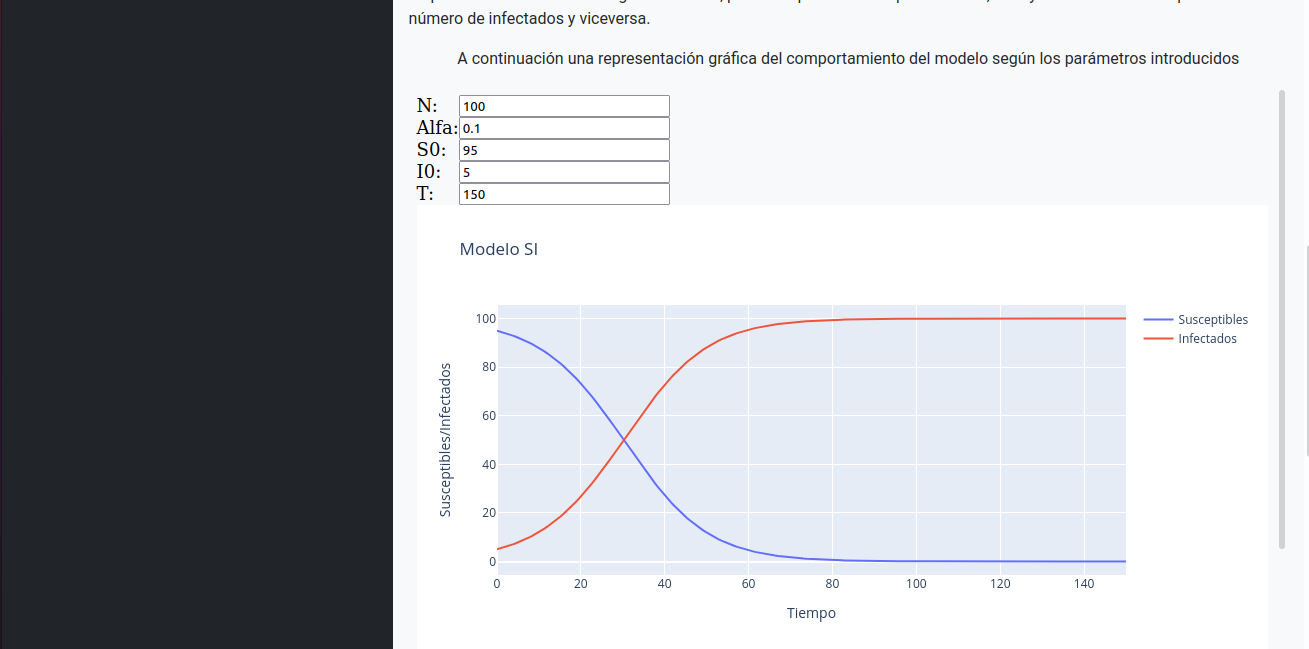 número de infectados y viceversa.
A continuación una representación gráfica del comportamiento del modelo según los parámetros introducidos
N: 100
Alfa: 0.1
S0: 95
I0: 5
T: 150
Modelo SI
100
80
60
40
20
0
Susceptibles/Infectados
0 20 40 60 80 100 120 140
Tiempo
Susceptibles
Infectados